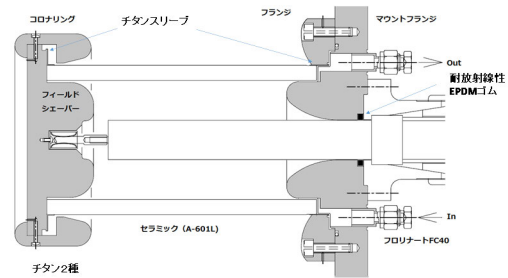 コロナリング
チタンスリーブ
フランジ
マウントフランジ
Out
耐放射線性
EPDMゴム
フィールド
シェーパー
In
セラミック (A-601L)
フロリナートFC40
チタン2種